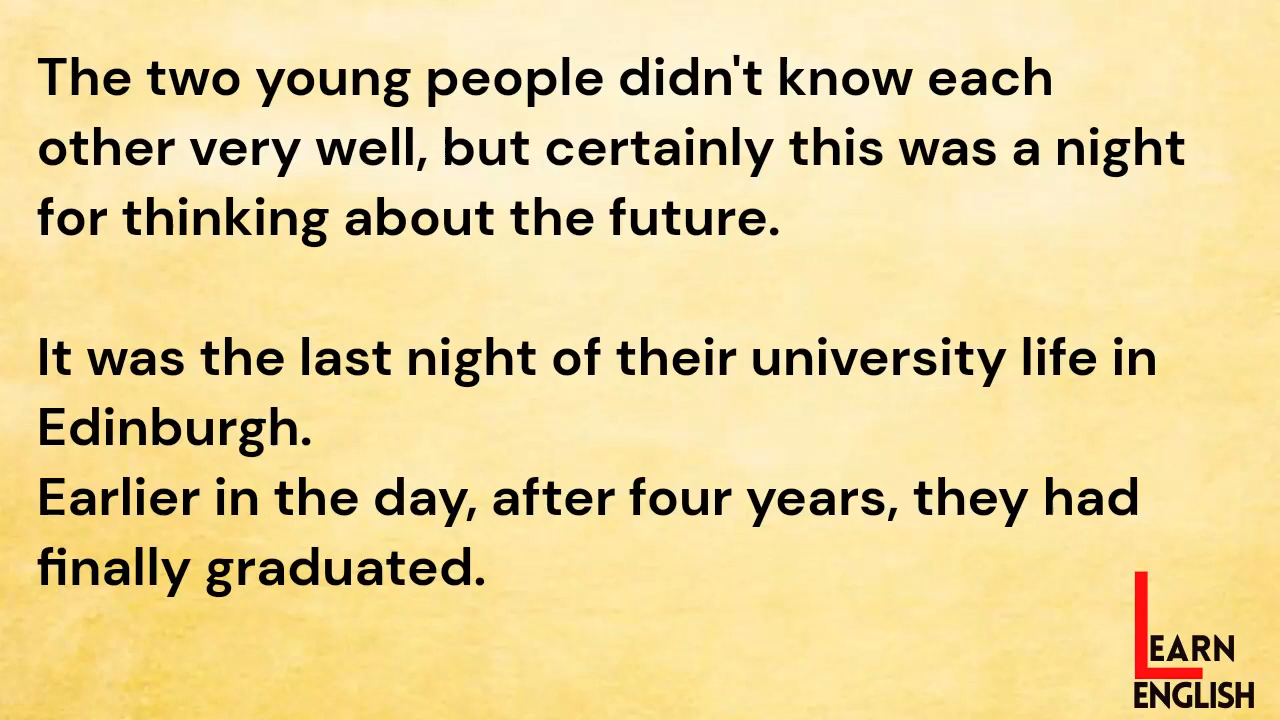 The two young people didn't know each
other very well, but certainly this was a night
for thinking about the future.
It was the last night of their university life in
Edinburgh.
Earlier in the day, after four years, they had
finally graduated.
LEARN
ENGLISH